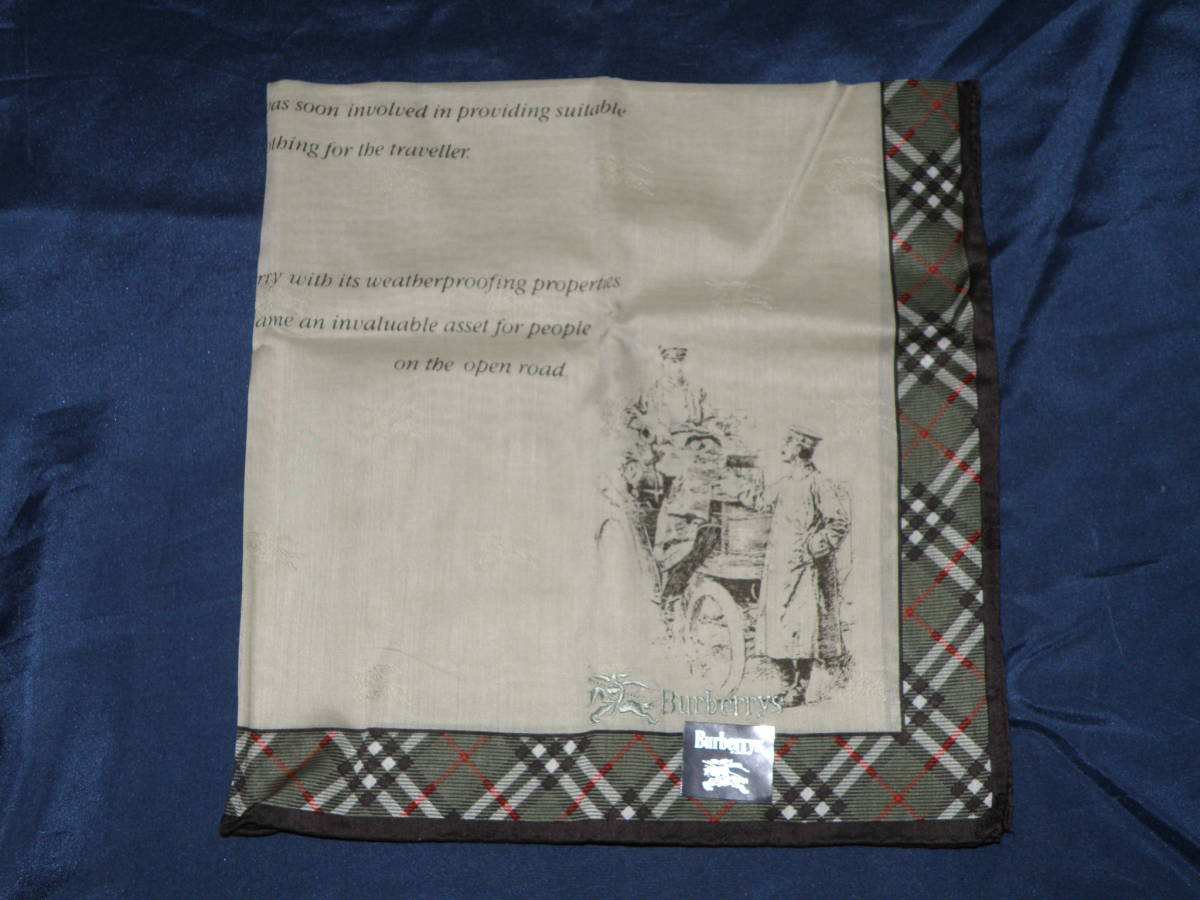 as soon involved in providing suitable
thing for the traveller.
rry with its weatherproofing properties
ame an invaluable asset for people
on the open road.
Burberrys
Burberrys